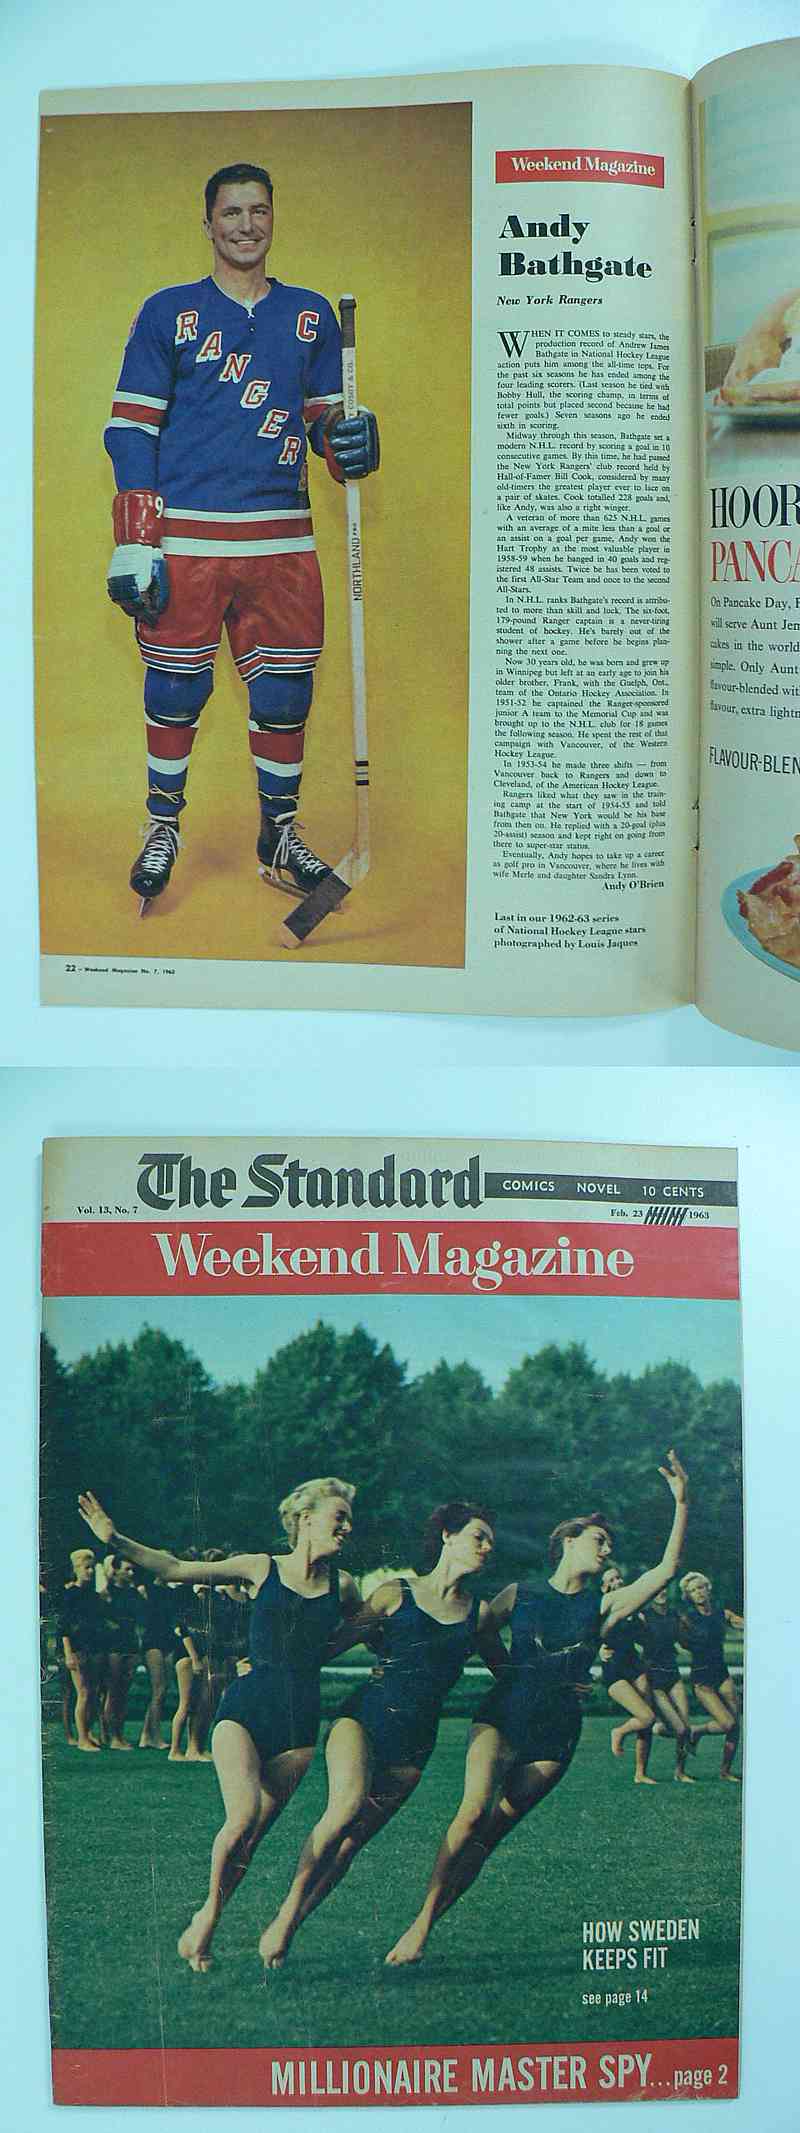 RANGERS
C
9
COSBY & CO.
NORTHLAND PRO
Weekend Magazine
Andy
Bathgate
New York Rangers
WHEN IT COMES to steady stars, the
production record of Andrew James
Bathgate in National Hockey League
action puts him among the all-time tops. For
the past six seasons he has ended among the
four leading scorers. (Last season he tied with
Bobby Hull, the scoring champ, in terms of
total points but placed second because he had
fewer goals.) Seven seasons ago he ended
sixth in scoring.
Midway through this season, Bathgate set a
modern N.H.L. record by scoring a goal in 10
consecutive games. By this time, he had passed
the New York Rangers' club record held by
Hall-of-Famer Bill Cook, considered by many
old-timers the greatest player ever to lace on
a pair of skates. Cook totalled 228 goals and,
like Andy, was also a right winger.
A veteran of more than 625 N.H.L. games
with an average of a mite less than a goal or
an assist on a goal per game, Andy won the
Hart Trophy as the most valuable player in
1958-59 when he banged in 40 goals and reg-
istered 48 assists. Twice he has been voted to
the first All-Star Team and once to the second
All-Stars.
In N.H.L. ranks Bathgate's record is attribu-
ted to more than skill and luck. The six-foot,
179-pound Ranger captain is a never-tiring
student of hockey. He's barely out of the
shower after a game before he begins plan-
ning the next one.
Now 30 years old, he was born and grew up
in Winnipeg but left at an early age to join his
older brother, Frank, with the Guelph, Ont.,
team of the Ontario Hockey Association. In
1951-52 he captained the Ranger-sponsored
junior A team to the Memorial Cup and was
brought up to the N.H.L. club for 18 games
the following season. He spent the rest of that
campaign with Vancouver, of the Western
Hockey League.
In 1953-54 he made three shifts — from
Vancouver back to Rangers and down to
Cleveland, of the American Hockey League.
Rangers liked what they saw in the train-
ing camp at the start of 1954-55 and told
Bathgate that New York would be his base
from then on. He replied with a 20-goal (plus
20-assist) season and kept right on going from
there to super-star status.
Eventually, Andy hopes to take up a career
as golf pro in Vancouver, where he lives with
wife Merle and daughter Sandra Lynn.
Andy O'Brien
Last in our 1962-63 series
of National Hockey League stars
photographed by Louis Jaques
22 – Weekend Magazine No. 7, 1963
HOOR
PANCA
On Pancake Day, F
will serve Aunt Jem
cakes in the world
simple. Only Aunt
flavour-blended wit
flavour, extra lightn
FLAVOUR-BLEN
The Standard
COMICS NOVEL 10 CENTS
Vol. 13, No. 7
Feb. 23 1963
Weekend Magazine
HOW SWEDEN
KEEPS FIT
see page 14
MILLIONAIRE MASTER SPY...page 2